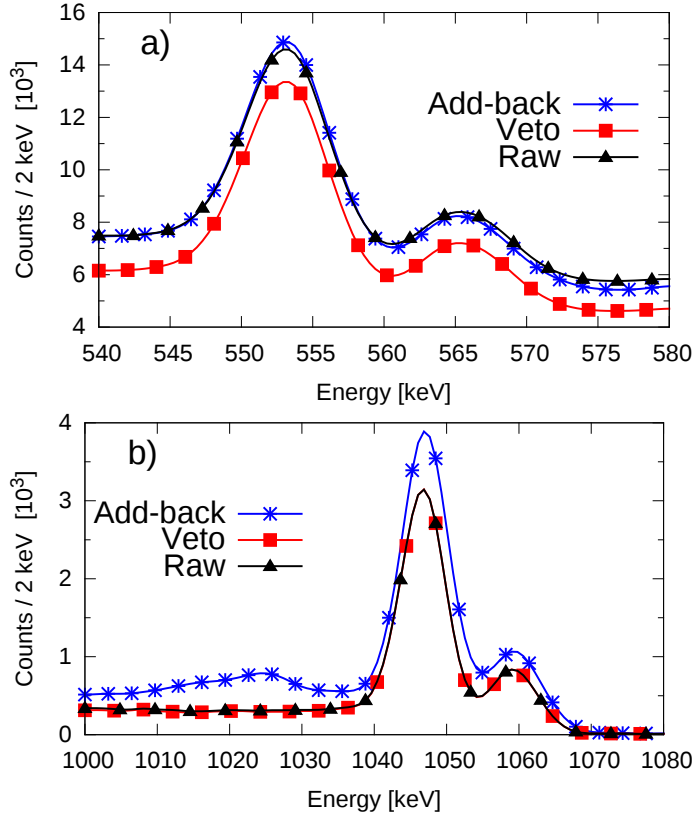 a)
16
14
12
10
8
6
4
Counts / 2 keV [10³]
Add-back
Veto
Raw
540 545 550 555 560 565 570 575 580
Energy [keV]
b)
4
3
2
1
0
Counts / 2 keV [10³]
Add-back
Veto
Raw
1000 1010 1020 1030 1040 1050 1060 1070 1080
Energy [keV]